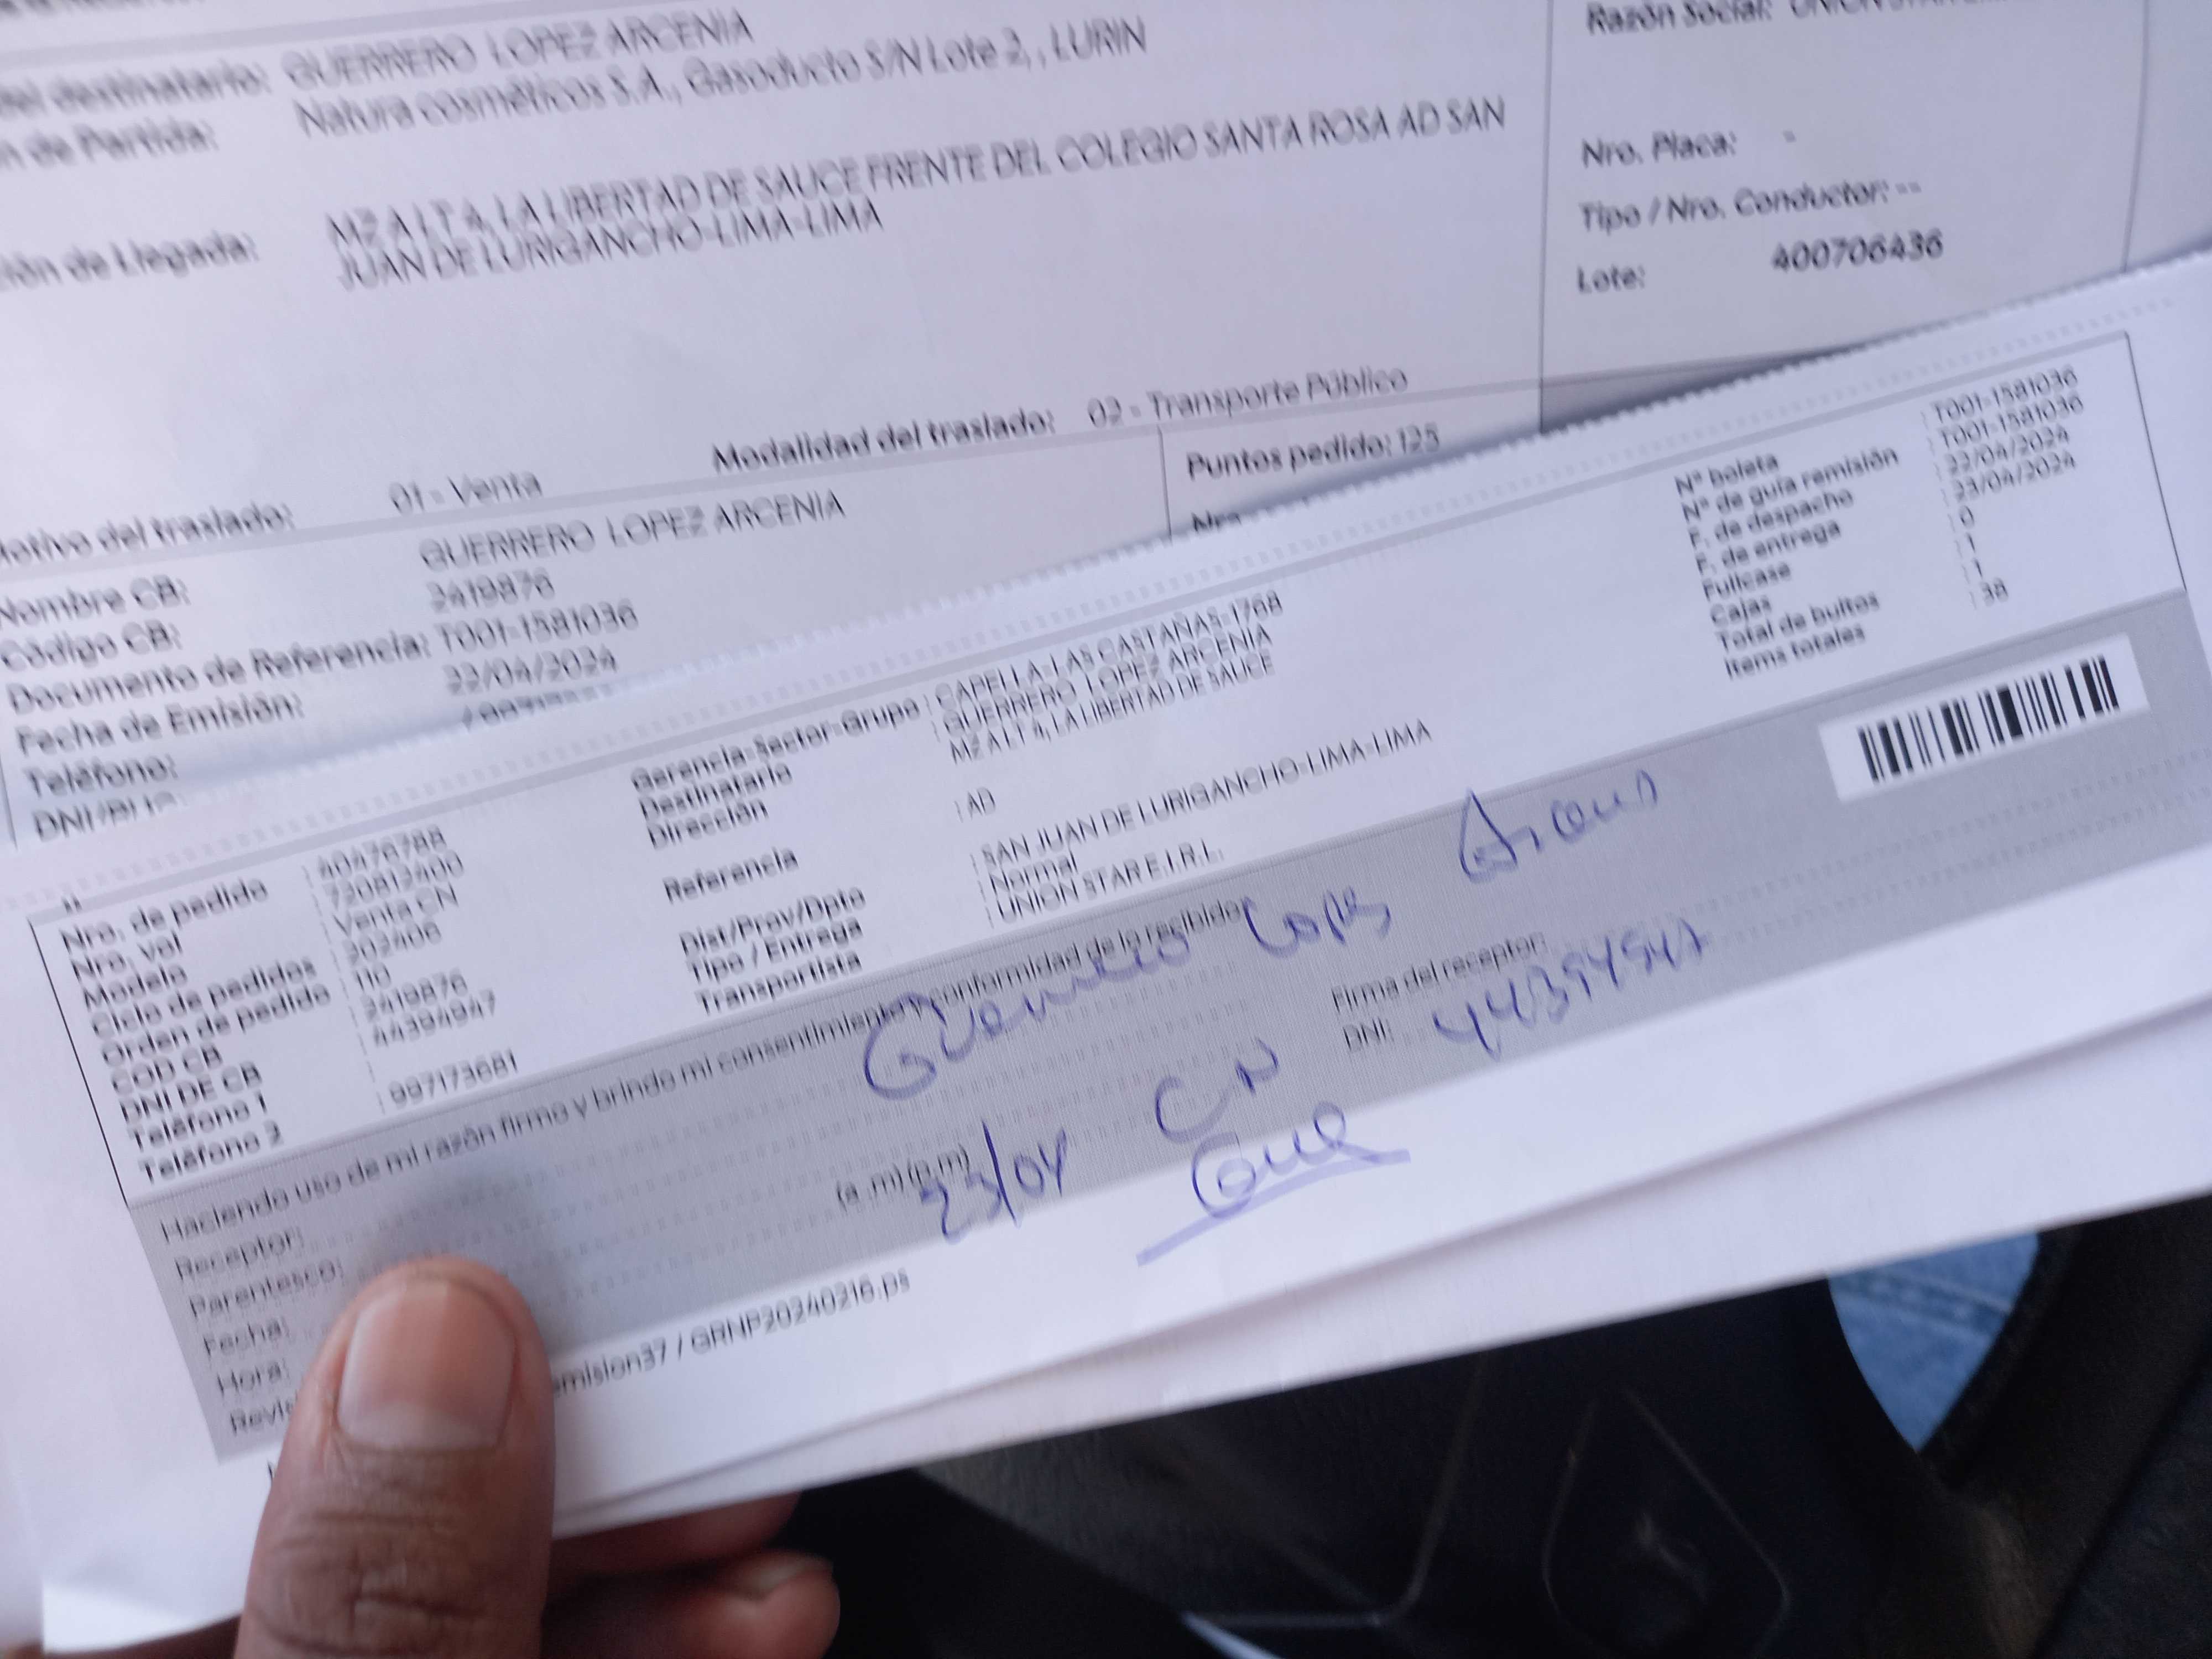 Razón Social:
del destinatario: GUERRERO LOPEZ ARCENIA
de Partida: Natura cosméticos S.A., Gasoducto S/N Lote 2, , LURIN
Nro. Placa: -
ión de Llegada: MZ A LT 4, LA LIBERTAD DE SAUCE FRENTE DEL COLEGIO SANTA ROSA AD SAN
JUAN DE LURIGANCHO-LIMA-LIMA
Tipo / Nro. Conductor: --
Lote: 400706436
Motivo del traslado: 01 - Venta Modalidad del traslado: 02 - Transporte Público
Nombre CB: GUERRERO LOPEZ ARCENIA
Puntos pedido: 125
Código CB: 2419876
Nro
Documento de Referencia: T001-1581036
Fecha de Emisión: 22/04/2024
Teléfono:
Nro. de pedido : 40476788
Nro. vol : 720812400
Modelo : Venta CN
Ciclo de pedidos : 202406
Orden de pedido : 110
COD CB : 2419876
DNI DE CB : 44394947
Teléfono 1
Teléfono 2 : 997173681
Gerencia-Sector-Grupo : CAPELLA-LAS CASTAÑAS-1768
Destinatario : GUERRERO LOPEZ ARCENIA
Dirección : MZ A LT 4, LA LIBERTAD DE SAUCE
Referencia : AD
Dist/Prov/Dpto : SAN JUAN DE LURIGANCHO-LIMA-LIMA
Tipo / Entrega : Normal
Transportista : UNION STAR E.I.R.L.
N° boleta : T001-1581036
N° de guía remisión : T001-1581036
F. de despacho : 22/04/2024
F. de entrega : 23/04/2024
Fullcase : 0
Cajas : 1
Total de bultos : 1
Items totales : 38
Haciendo uso de mi razón firmo y brindo mi consentimiento y conformidad de lo recibido
Receptor: Guerrero Lopez
Parentesco: CN
Firma del receptor:
Fecha: 23/04
DNI: 44394947
Hora: (a .m) (p.m)
emision37 / GRNP20240216.ps